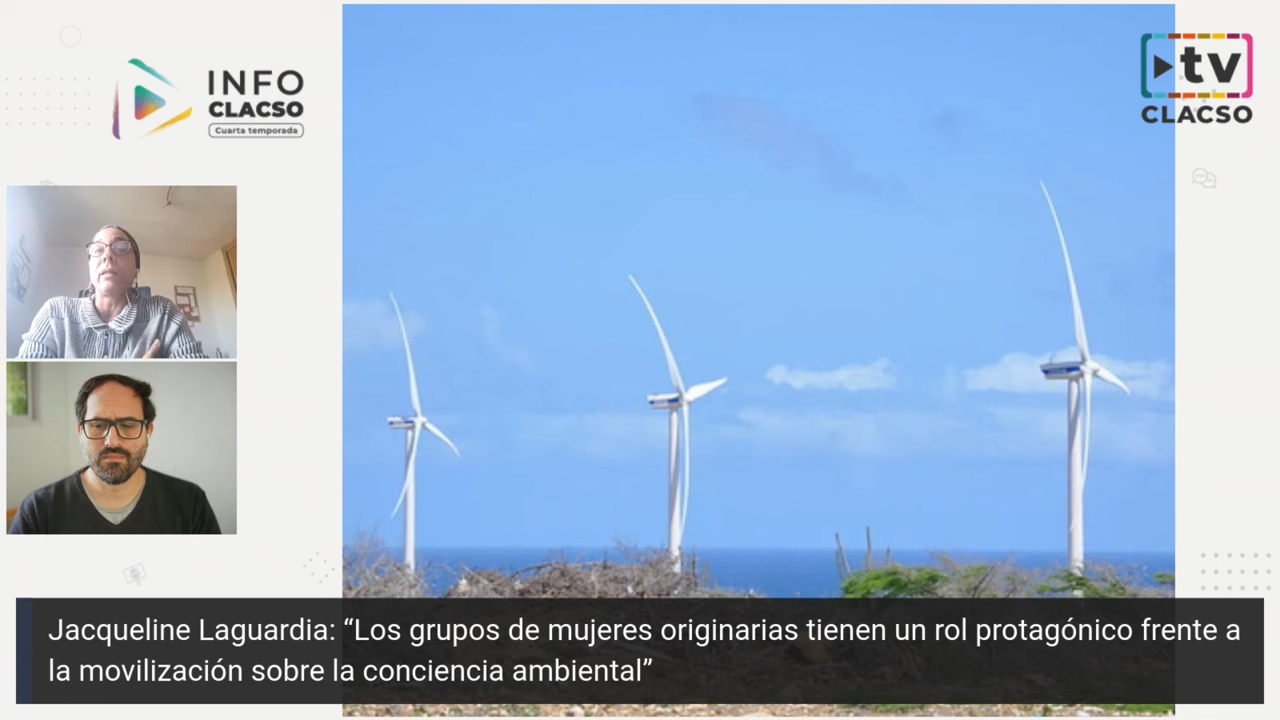 INFO
CLACSO
Cuarta temporada
tv
CLACSO
Jacqueline Laguardia: “Los grupos de mujeres originarias tienen un rol protagónico frente a
la movilización sobre la conciencia ambiental”